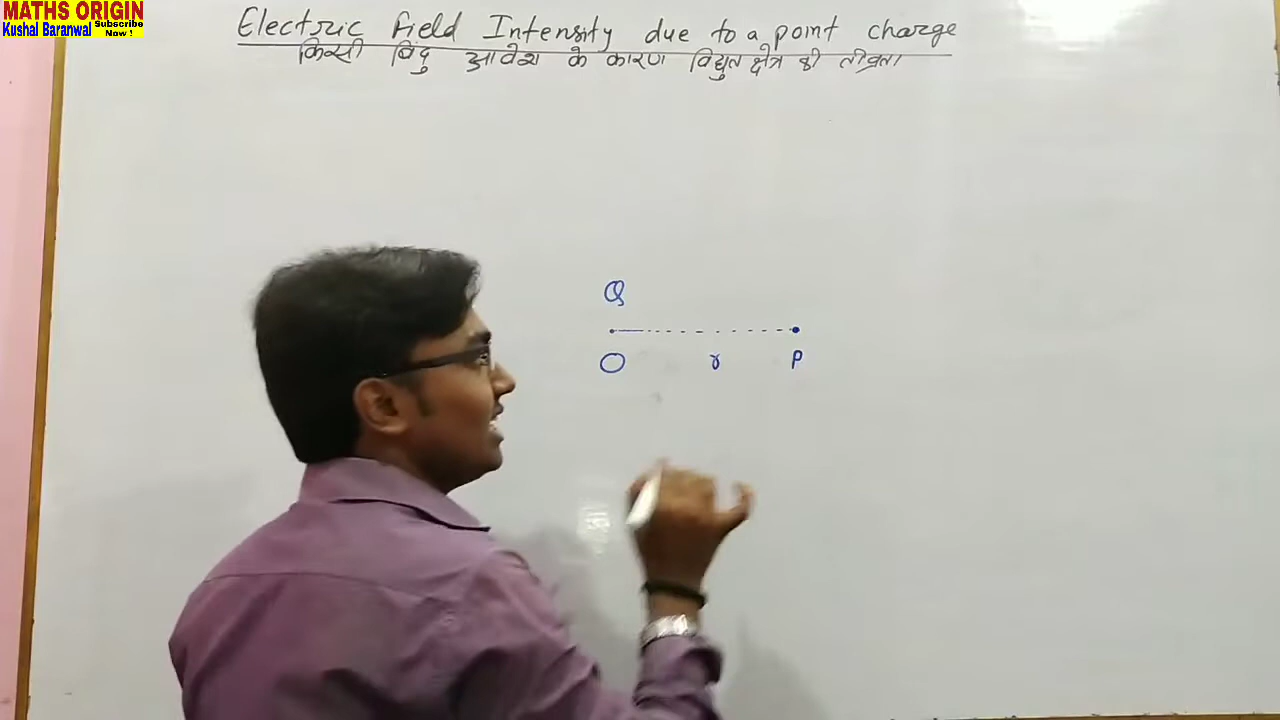 MATHS ORIGIN
Kushal Baranwal Subscribe Now !
Electric field Intensity due to a point charge
किसी बिंदु आवेश के कारण विद्युत क्षेत्र की तीव्रता
Q
O r P